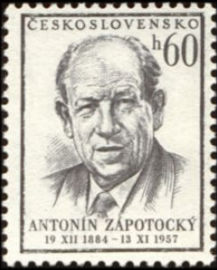 ČESKOSLOVENSKO
h60
ANTONÍN ZÁPOTOCKÝ
19 XII 1884 – 13 XI 1957